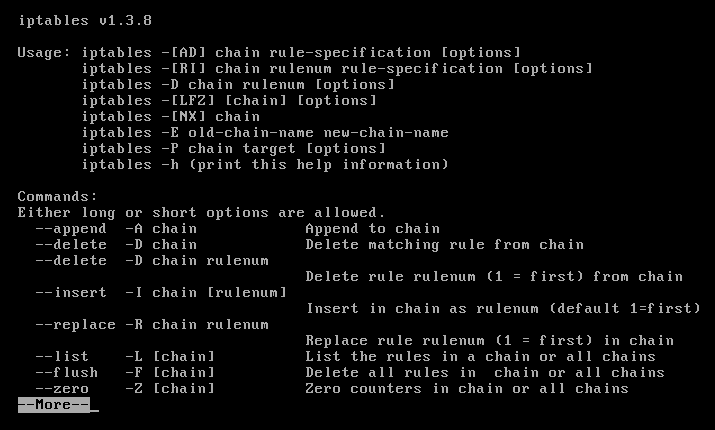 iptables v1.3.8
Usage: iptables -[AD] chain rule-specification [options]
iptables -[RI] chain rulenum rule-specification [options]
iptables -D chain rulenum [options]
iptables -[LFZ] [chain] [options]
iptables -[NX] chain
iptables -E old-chain-name new-chain-name
iptables -P chain target [options]
iptables -h (print this help information)
Commands:
Either long or short options are allowed.
--append -A chain Append to chain
--delete -D chain Delete matching rule from chain
--delete -D chain rulenum
Delete rule rulenum (1 = first) from chain
--insert -I chain [rulenum]
Insert in chain as rulenum (default 1=first)
--replace -R chain rulenum
Replace rule rulenum (1 = first) in chain
--list -L [chain] List the rules in a chain or all chains
--flush -F [chain] Delete all rules in chain or all chains
--zero -Z [chain] Zero counters in chain or all chains
--More--